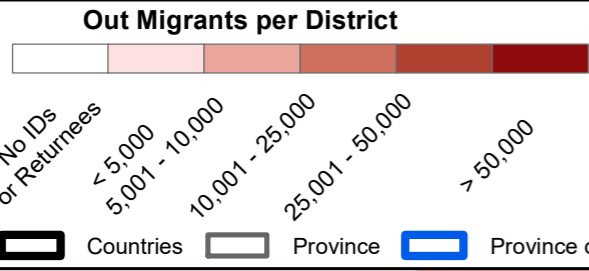 Out Migrants per District
No IDs
or Returnees
< 5,000
5,001 - 10,000
10,001 - 25,000
25,001 - 50,000
> 50,000
Countries
Province
Province